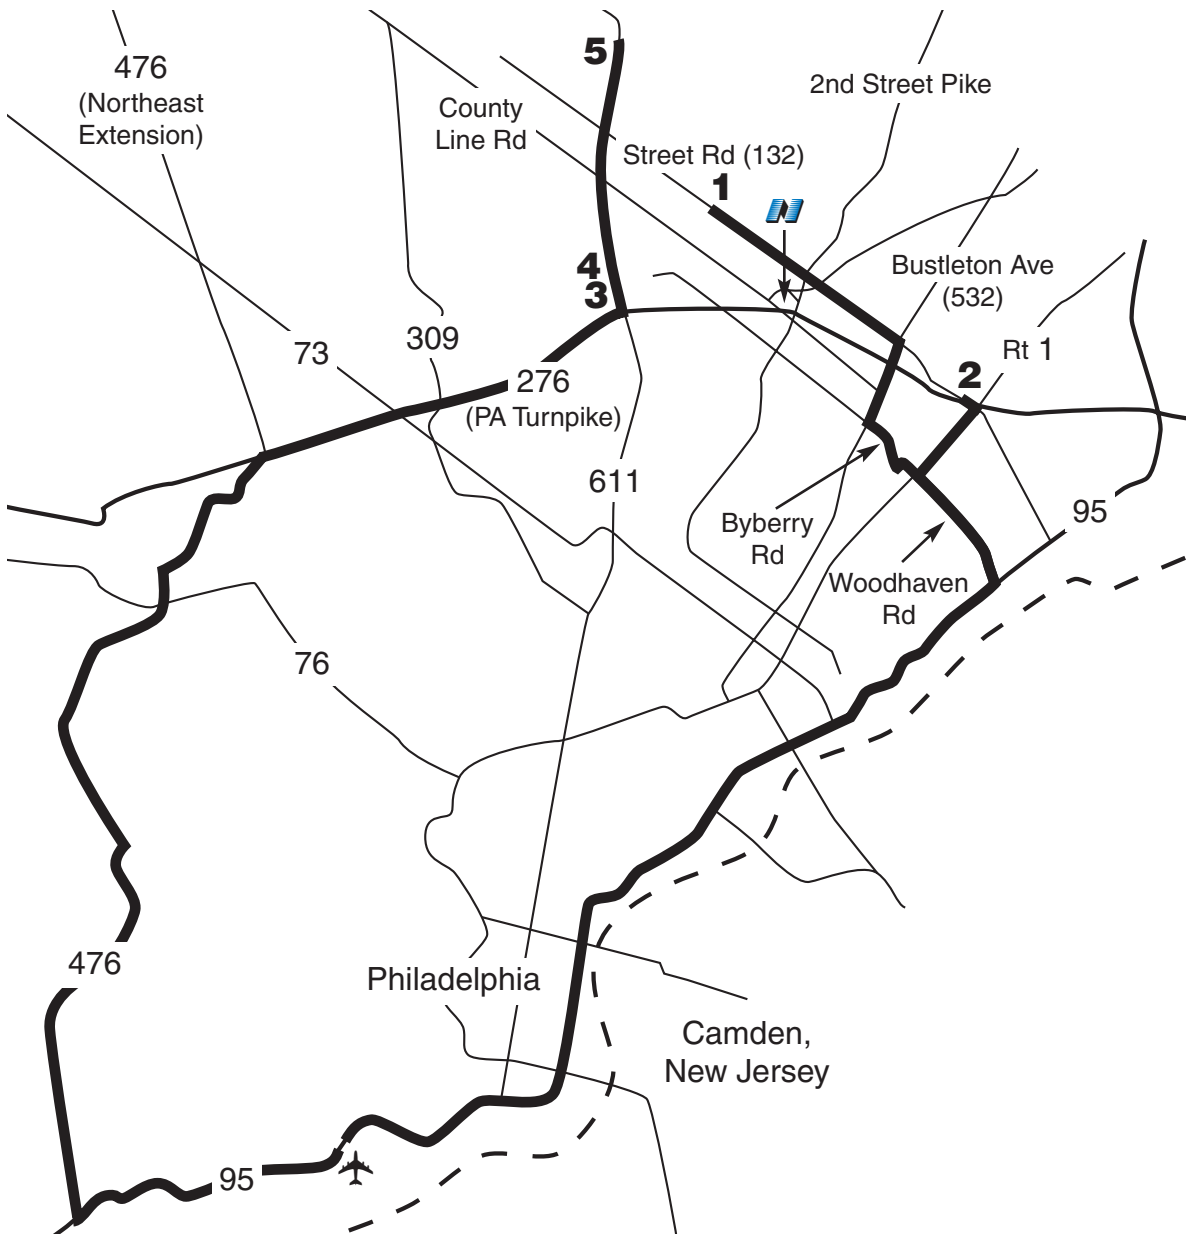 5
476
(Northeast
Extension)
County
Line Rd
2nd Street Pike
Street Rd (132)
1
N
4
3
Bustleton Ave
(532)
309
73
Rt 1
2
276
(PA Turnpike)
611
95
Byberry
Rd
Woodhaven
Rd
76
476
Philadelphia
Camden,
New Jersey
95